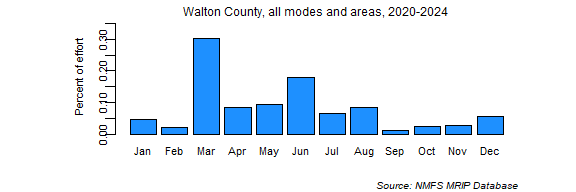 Walton County, all modes and areas, 2020-2024
Percent of effort
0.30
0.20
0.10
0.00
Jan Feb Mar Apr May Jun Jul Aug Sep Oct Nov Dec
Source: NMFS MRIP Database